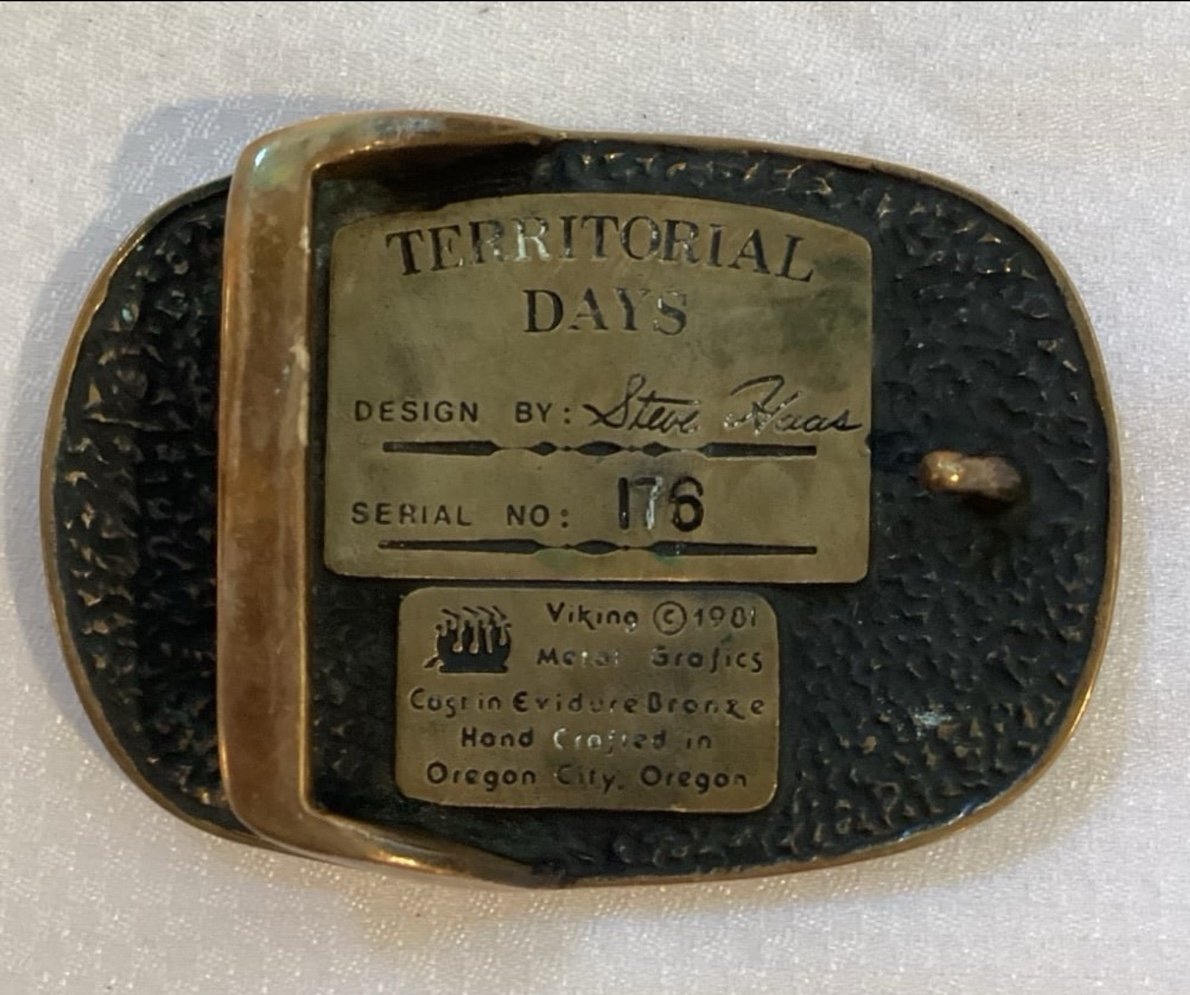 TERRITORIAL
DAYS
DESIGN BY: Steve Haas
SERIAL NO: 176
Viking © 1981
Metal Grafics
Cast in Evidure Bronze
Hand Crafted in
Oregon City, Oregon